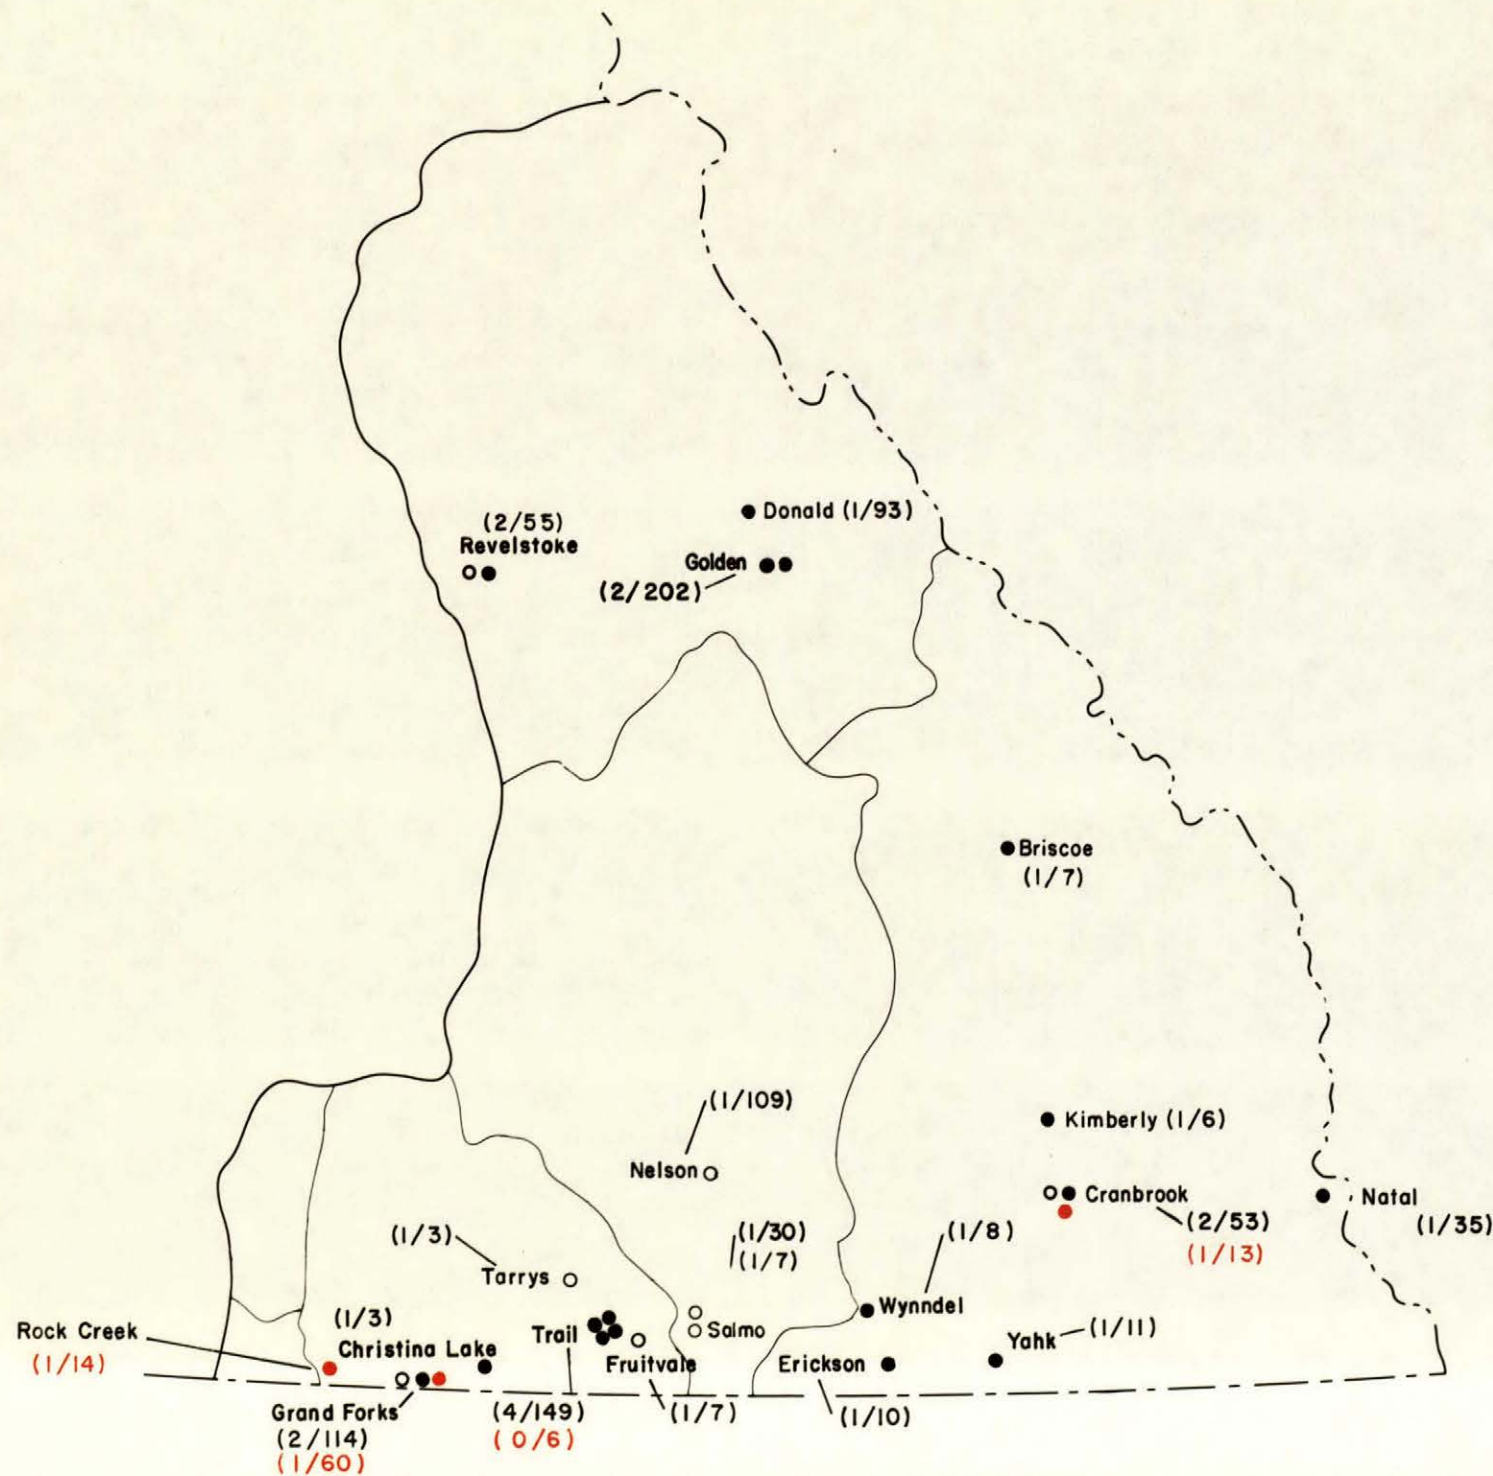 Donald (1/93)
(2/55)
Revelstoke
Golden
(2/202)
Briscoe
(1/7)
(1/109)
Nelson
Kimberly (1/6)
Cranbrook
(2/53)
(1/13)
Natal
(1/35)
(1/3)
Tarrys
(1/30)
(1/7)
(1/8)
Wynndel
Salmo
Rock Creek
(1/14)
(1/3)
Christina Lake
Trail
Fruitvale
Erickson
Yahk
(1/11)
Grand Forks
(2/114)
(1/60)
(4/149)
(0/6)
(1/7)
(1/10)